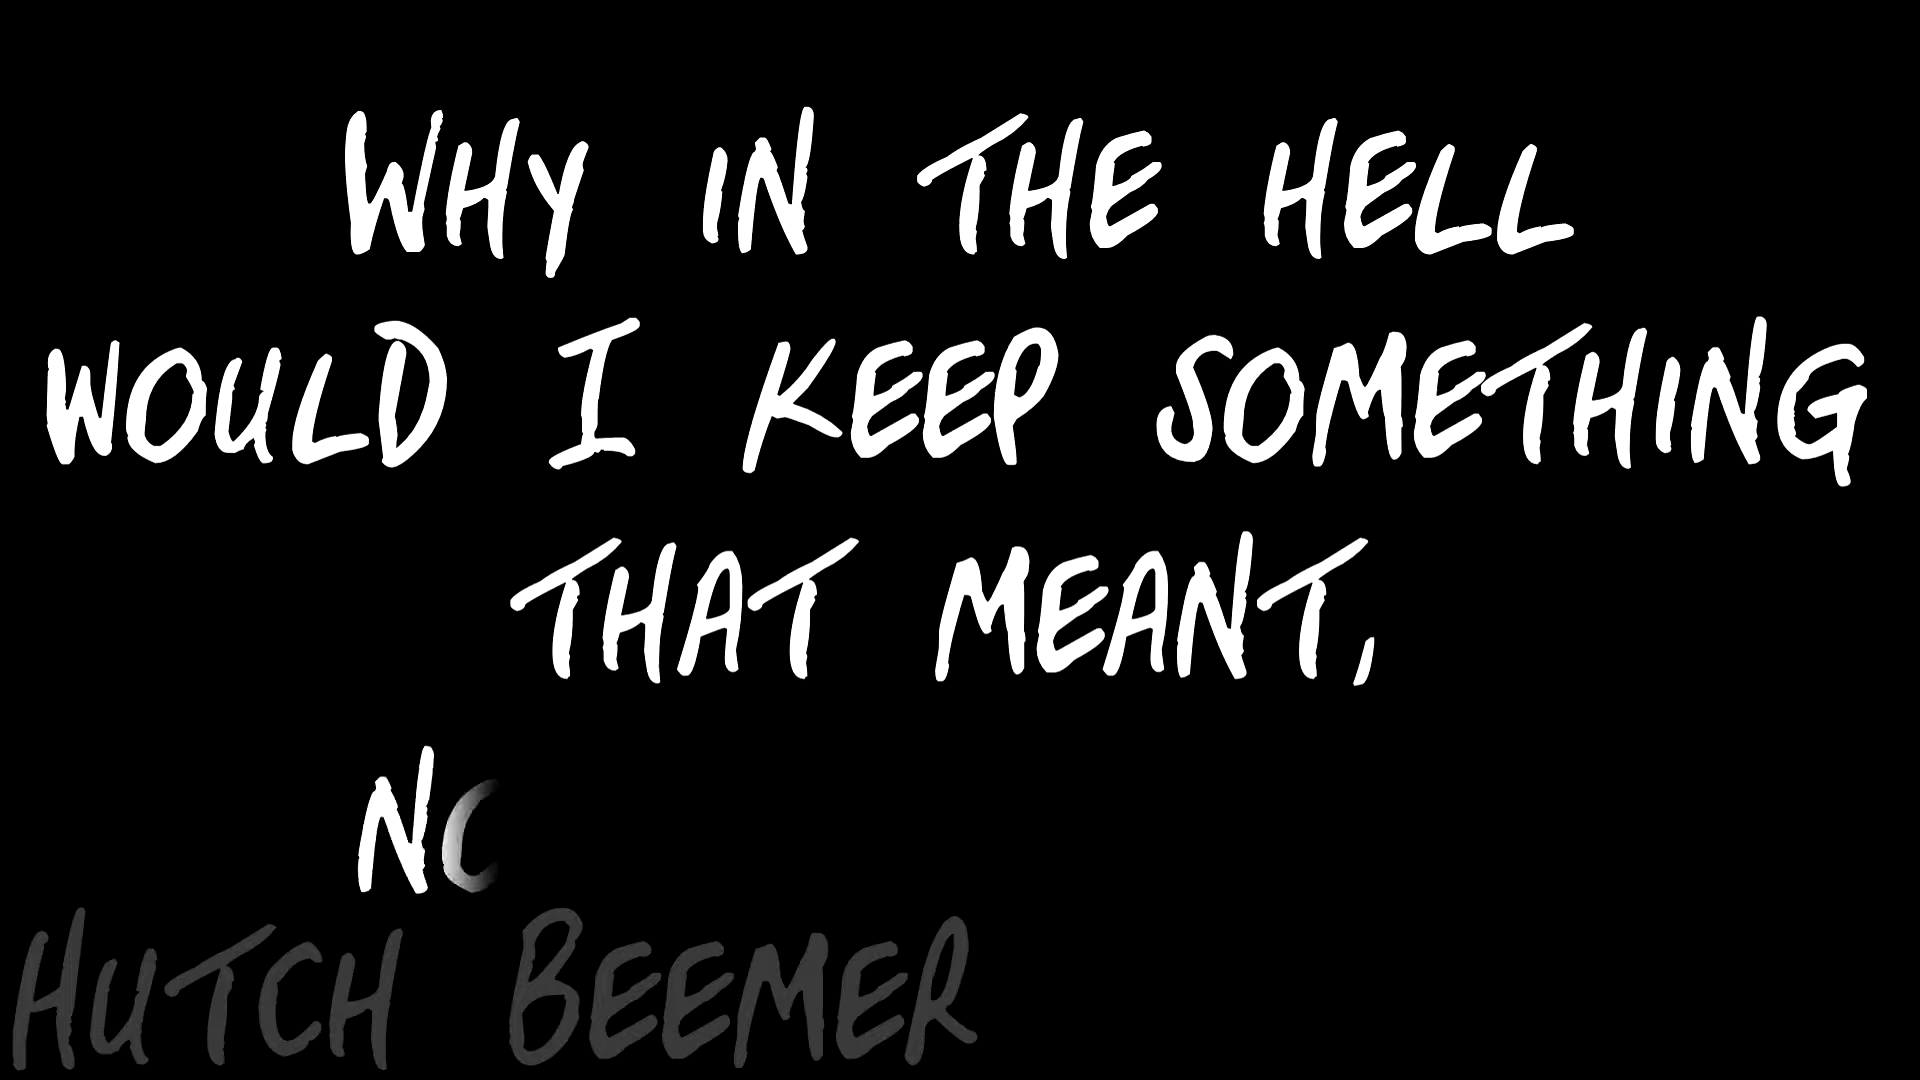 WHY IN THE HELL
WOULD I KEEP SOMETHING
THAT MEANT,
HUTCH BEEMER